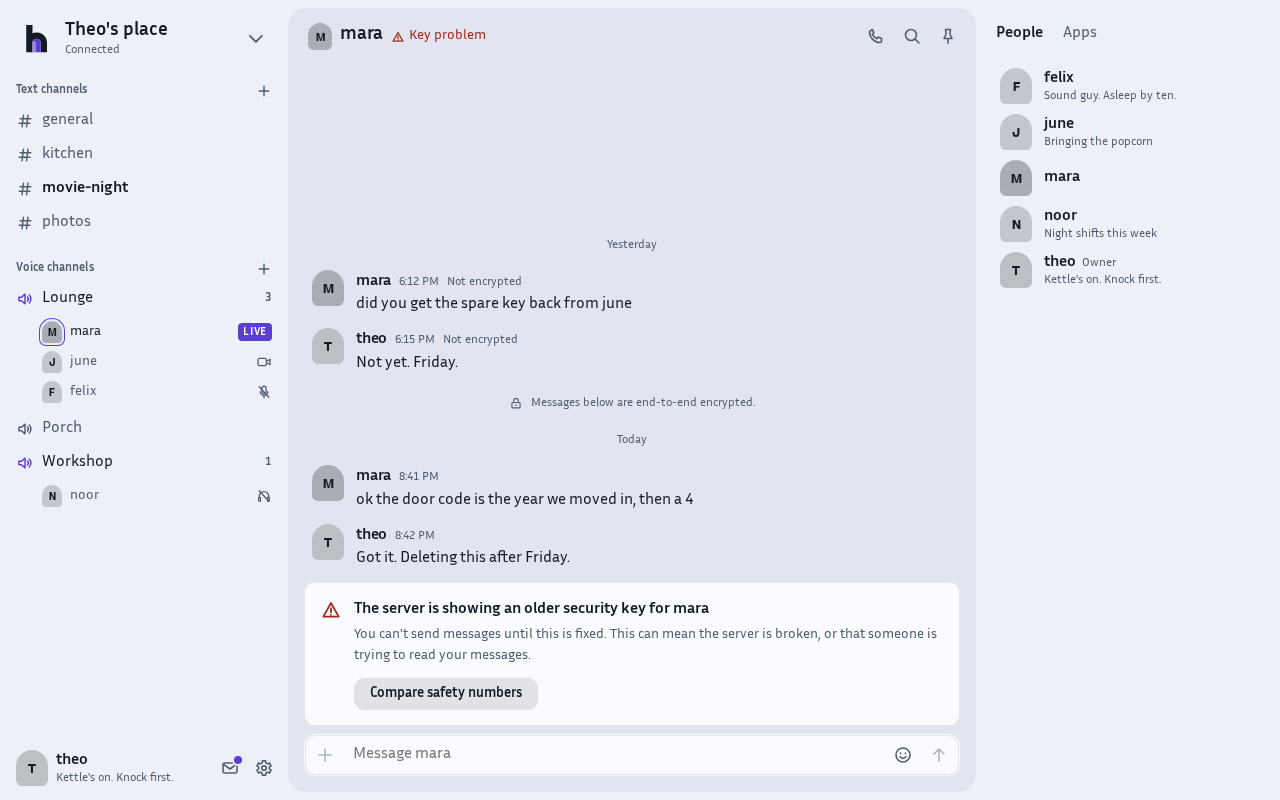 Theo's place
Connected
Text channels
general
kitchen
movie-night
photos
Voice channels
Lounge 3
M mara LIVE
J june
F felix
Porch
Workshop 1
N noor
T theo
Kettle's on. Knock first.
M mara Key problem
Yesterday
M mara 6:12 PM Not encrypted
did you get the spare key back from june
T theo 6:15 PM Not encrypted
Not yet. Friday.
Messages below are end-to-end encrypted.
Today
M mara 8:41 PM
ok the door code is the year we moved in, then a 4
T theo 8:42 PM
Got it. Deleting this after Friday.
The server is showing an older security key for mara
You can't send messages until this is fixed. This can mean the server is broken, or that someone is
trying to read your messages.
Compare safety numbers
Message mara
People Apps
F felix
Sound guy. Asleep by ten.
J june
Bringing the popcorn
M mara
N noor
Night shifts this week
T theo Owner
Kettle's on. Knock first.